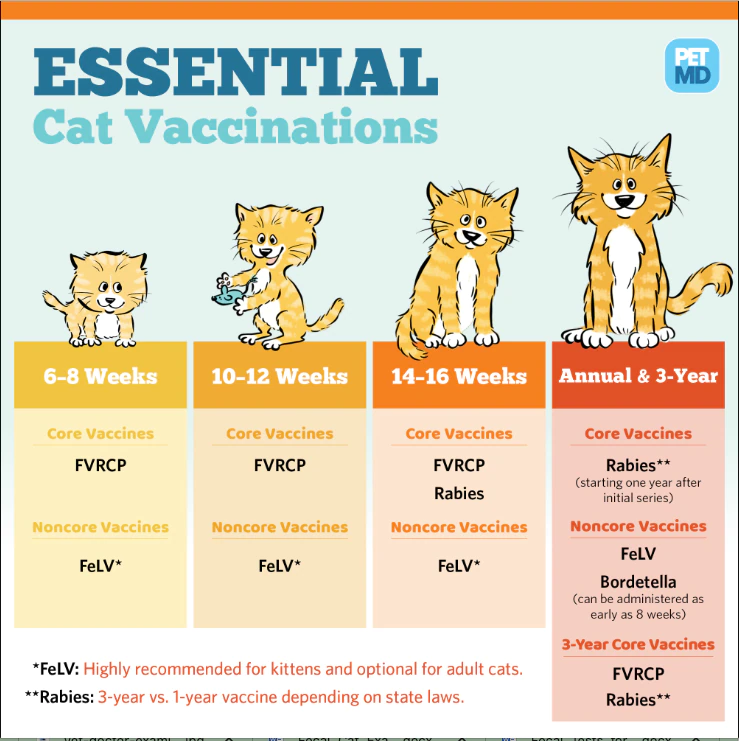 ESSENTIAL
Cat Vaccinations
PET
MD
6–8 Weeks
Core Vaccines
FVRCP
Noncore Vaccines
FeLV*
10–12 Weeks
Core Vaccines
FVRCP
Noncore Vaccines
FeLV*
14–16 Weeks
Core Vaccines
FVRCP
Rabies
Noncore Vaccines
FeLV*
Annual & 3-Year
Core Vaccines
Rabies**
(starting one year after
initial series)
Noncore Vaccines
FeLV
Bordetella
(can be administered as
early as 8 weeks)
3-Year Core Vaccines
FVRCP
Rabies**
*FeLV: Highly recommended for kittens and optional for adult cats.
**Rabies: 3-year vs. 1-year vaccine depending on state laws.